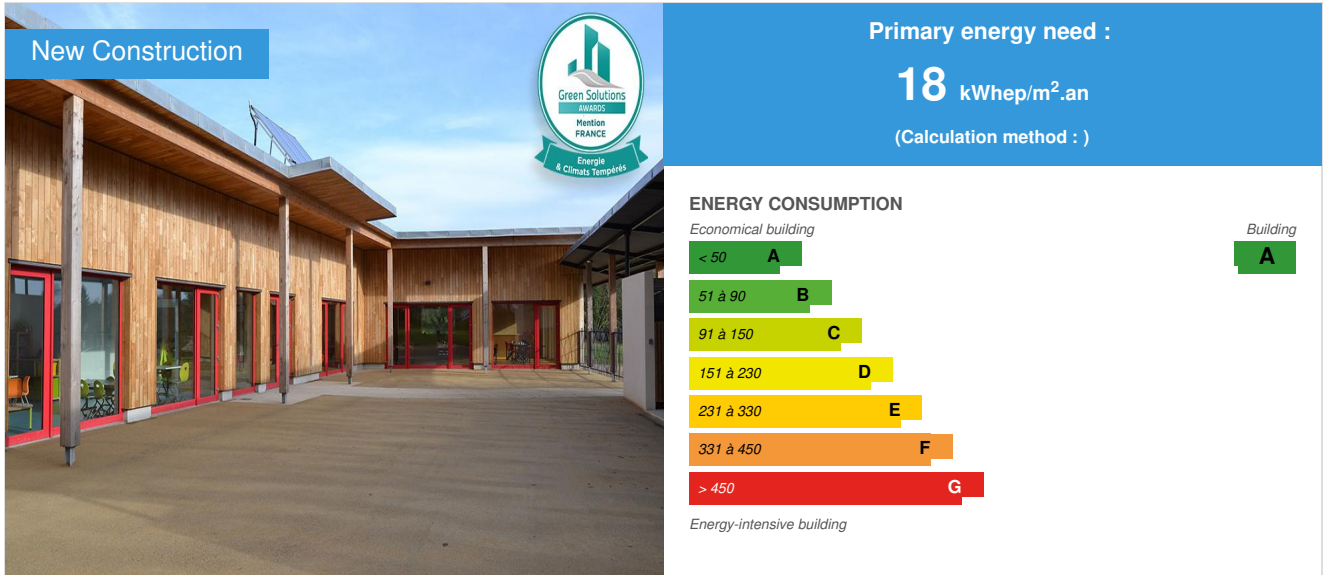 New Construction
Green Solutions
AWARDS
Mention
FRANCE
Energie
& Climats Tempérés
Primary energy need :
18 kWhep/m².an
(Calculation method : )
ENERGY CONSUMPTION
Economical building
Building
< 50 A
A
51 à 90 B
91 à 150 C
151 à 230 D
231 à 330 E
331 à 450 F
> 450 G
Energy-intensive building